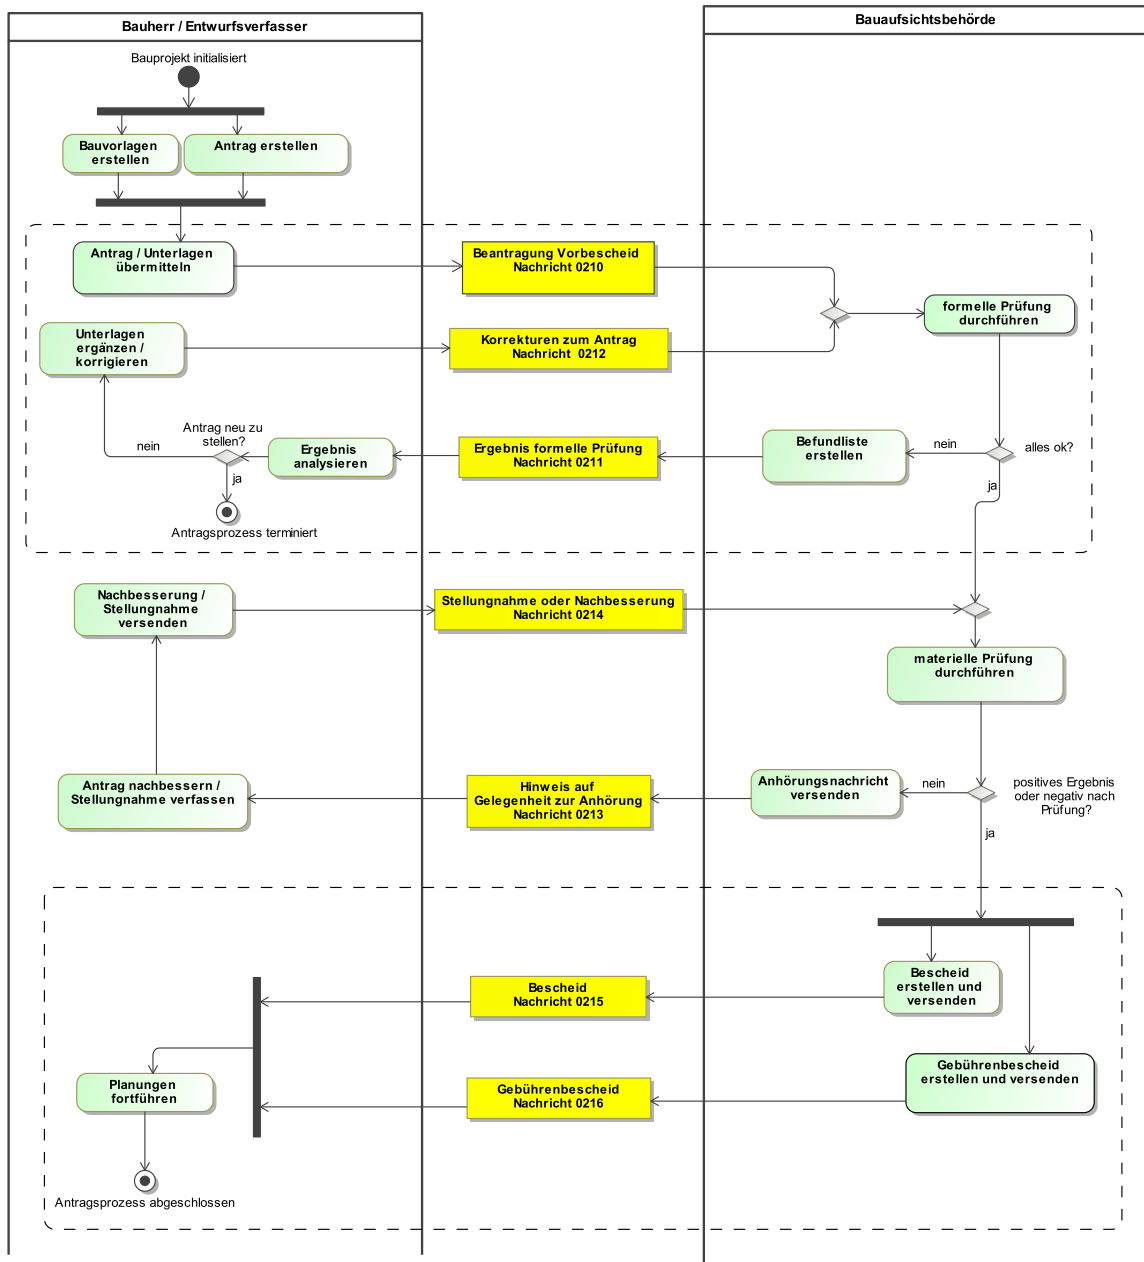 Bauherr / Entwurfsverfasser
Bauaufsichtsbehörde
Bauprojekt initialisiert
Bauvorlagen
erstellen
Antrag erstellen
Antrag / Unterlagen
übermitteln
Beantragung Vorbescheid
Nachricht 0210
formelle Prüfung
durchführen
Unterlagen
ergänzen /
korrigieren
Korrekturen zum Antrag
Nachricht  0212
Antrag neu zu
stellen?
nein
ja
Ergebnis
analysieren
Ergebnis formelle Prüfung
Nachricht 0211
Befundliste
erstellen
nein
alles ok?
ja
Antragsprozess terminiert
Nachbesserung /
Stellungnahme
versenden
Stellungnahme oder Nachbesserung
Nachricht 0214
materielle Prüfung
durchführen
Antrag nachbessern /
Stellungnahme verfassen
Hinweis auf
Gelegenheit zur Anhörung
Nachricht 0213
Anhörungsnachricht
versenden
nein
positives Ergebnis
oder negativ nach
Prüfung?
ja
Bescheid
Nachricht 0215
Bescheid
erstellen und
versenden
Planungen
fortführen
Gebührenbescheid
Nachricht 0216
Gebührenbescheid
erstellen und versenden
Antragsprozess abgeschlossen